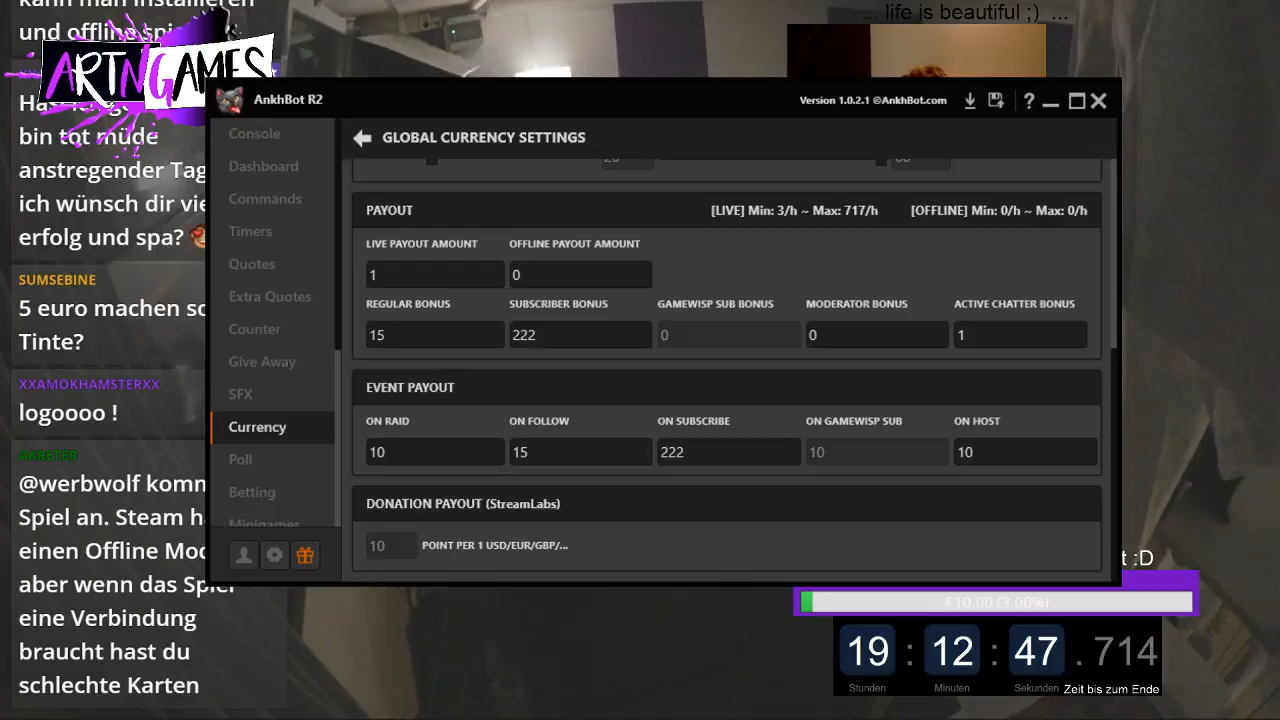 und offline
ARTNGAMES
bin tot müde
anstrengender Tag
ich wünsch dir vie
erfolg und spa?
SUMSEBINE
5 euro machen sc
Tinte?
XXAMOKHAMSTERXX
logoooo !
AKRETER
@werbwolf komm
Spiel an. Steam ha
einen Offline Mod
aber wenn das Spiel
eine Verbindung
braucht hast du
schlechte Karten
... life is beautiful ;) ...
AnkhBot R2
Version 1.0.2.1 ©AnkhBot.com
?
Console
Dashboard
Commands
Timers
Quotes
Extra Quotes
Counter
Give Away
SFX
Currency
Poll
Betting
Minigames
GLOBAL CURRENCY SETTINGS
PAYOUT [LIVE] Min: 3/h ~ Max: 717/h [OFFLINE] Min: 0/h ~ Max: 0/h
LIVE PAYOUT AMOUNT OFFLINE PAYOUT AMOUNT
1 0
REGULAR BONUS SUBSCRIBER BONUS GAMEWISP SUB BONUS MODERATOR BONUS ACTIVE CHATTER BONUS
15 222 0 0 1
EVENT PAYOUT
ON RAID ON FOLLOW ON SUBSCRIBE ON GAMEWISP SUB ON HOST
10 15 222 10 10
DONATION PAYOUT (StreamLabs)
10 POINT PER 1 USD/EUR/GBP/...
t :D
€10.00 (3.00%)
19 : 12 : 47 . 714
Stunden Minuten Sekunden Zeit bis zum Ende